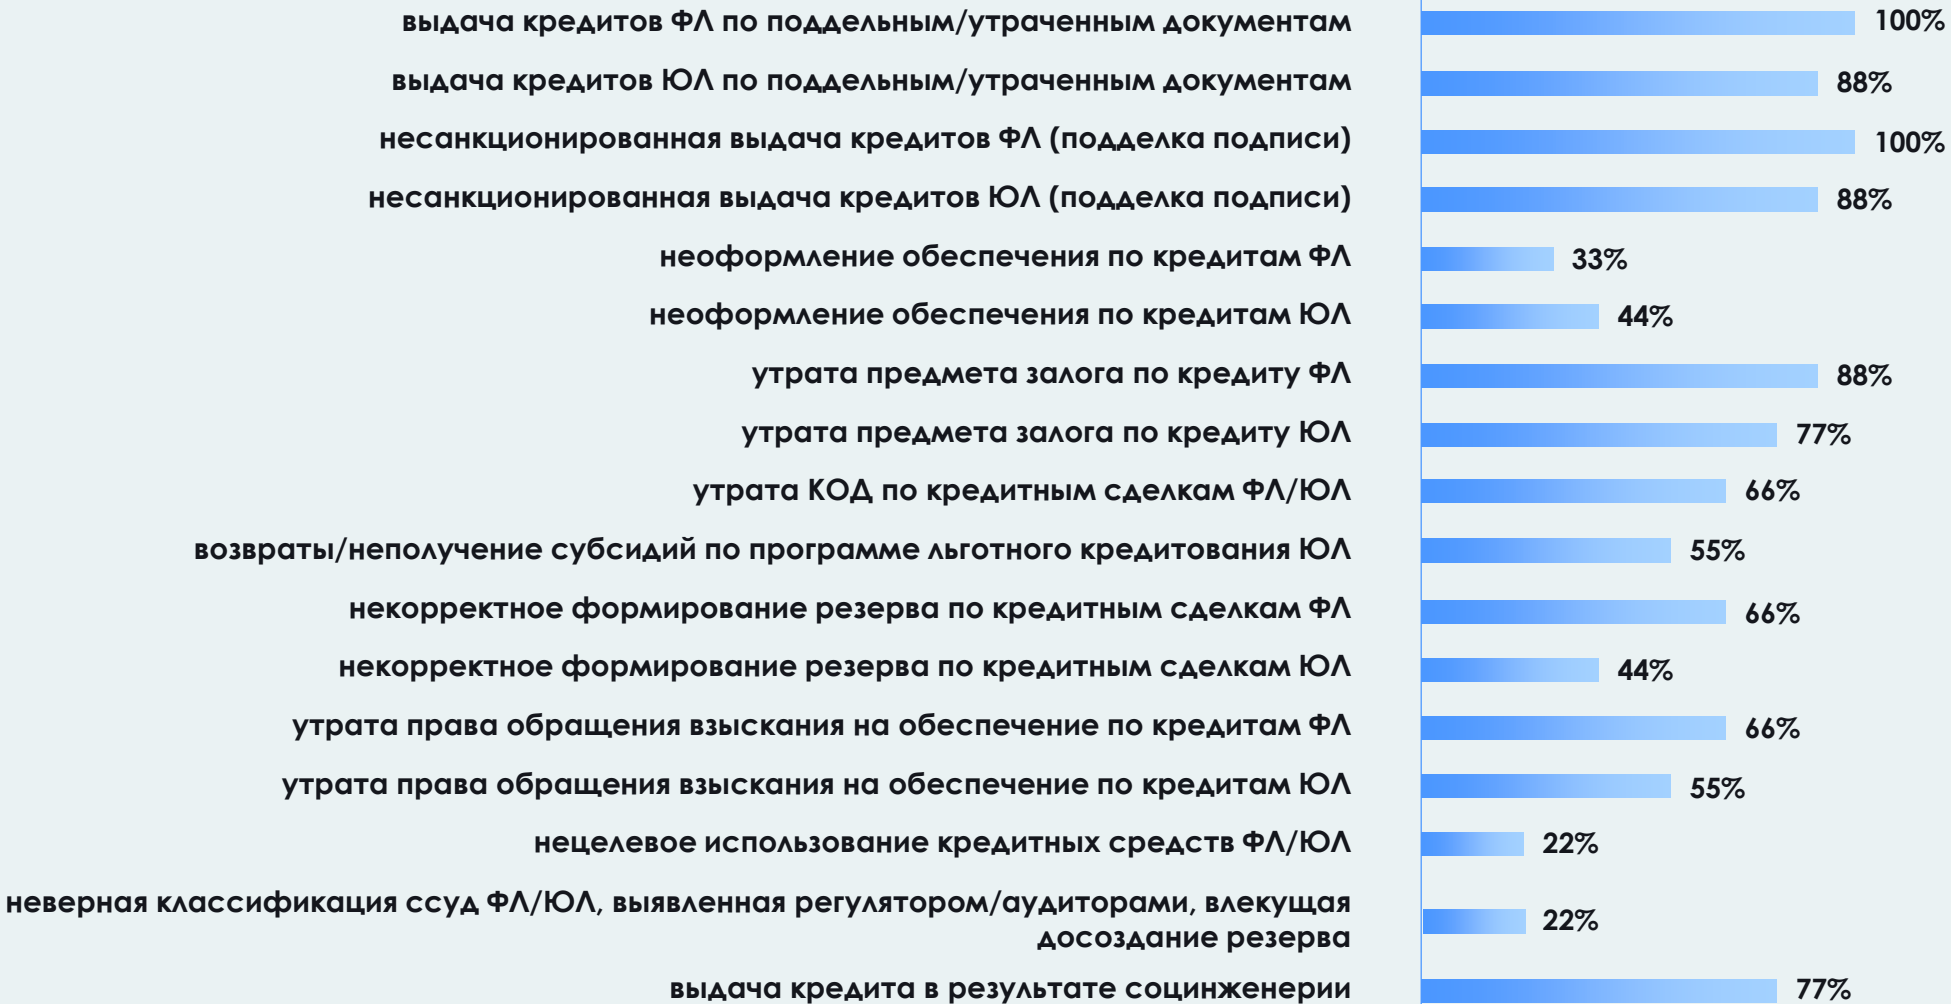 выдача кредитов ФЛ по поддельным/утраченным документам 100%
выдача кредитов ЮЛ по поддельным/утраченным документам 88%
несанкционированная выдача кредитов ФЛ (подделка подписи) 100%
несанкционированная выдача кредитов ЮЛ (подделка подписи) 88%
неоформление обеспечения по кредитам ФЛ 33%
неоформление обеспечения по кредитам ЮЛ 44%
утрата предмета залога по кредиту ФЛ 88%
утрата предмета залога по кредиту ЮЛ 77%
утрата КОД по кредитным сделкам ФЛ/ЮЛ 66%
возвраты/неполучение субсидий по программе льготного кредитования ЮЛ 55%
некорректное формирование резерва по кредитным сделкам ФЛ 66%
некорректное формирование резерва по кредитным сделкам ЮЛ 44%
утрата права обращения взыскания на обеспечение по кредитам ФЛ 66%
утрата права обращения взыскания на обеспечение по кредитам ЮЛ 55%
нецелевое использование кредитных средств ФЛ/ЮЛ 22%
неверная классификация ссуд ФЛ/ЮЛ, выявленная регулятором/аудиторами, влекущая
досоздание резерва 22%
выдача кредита в результате социнженерии 77%